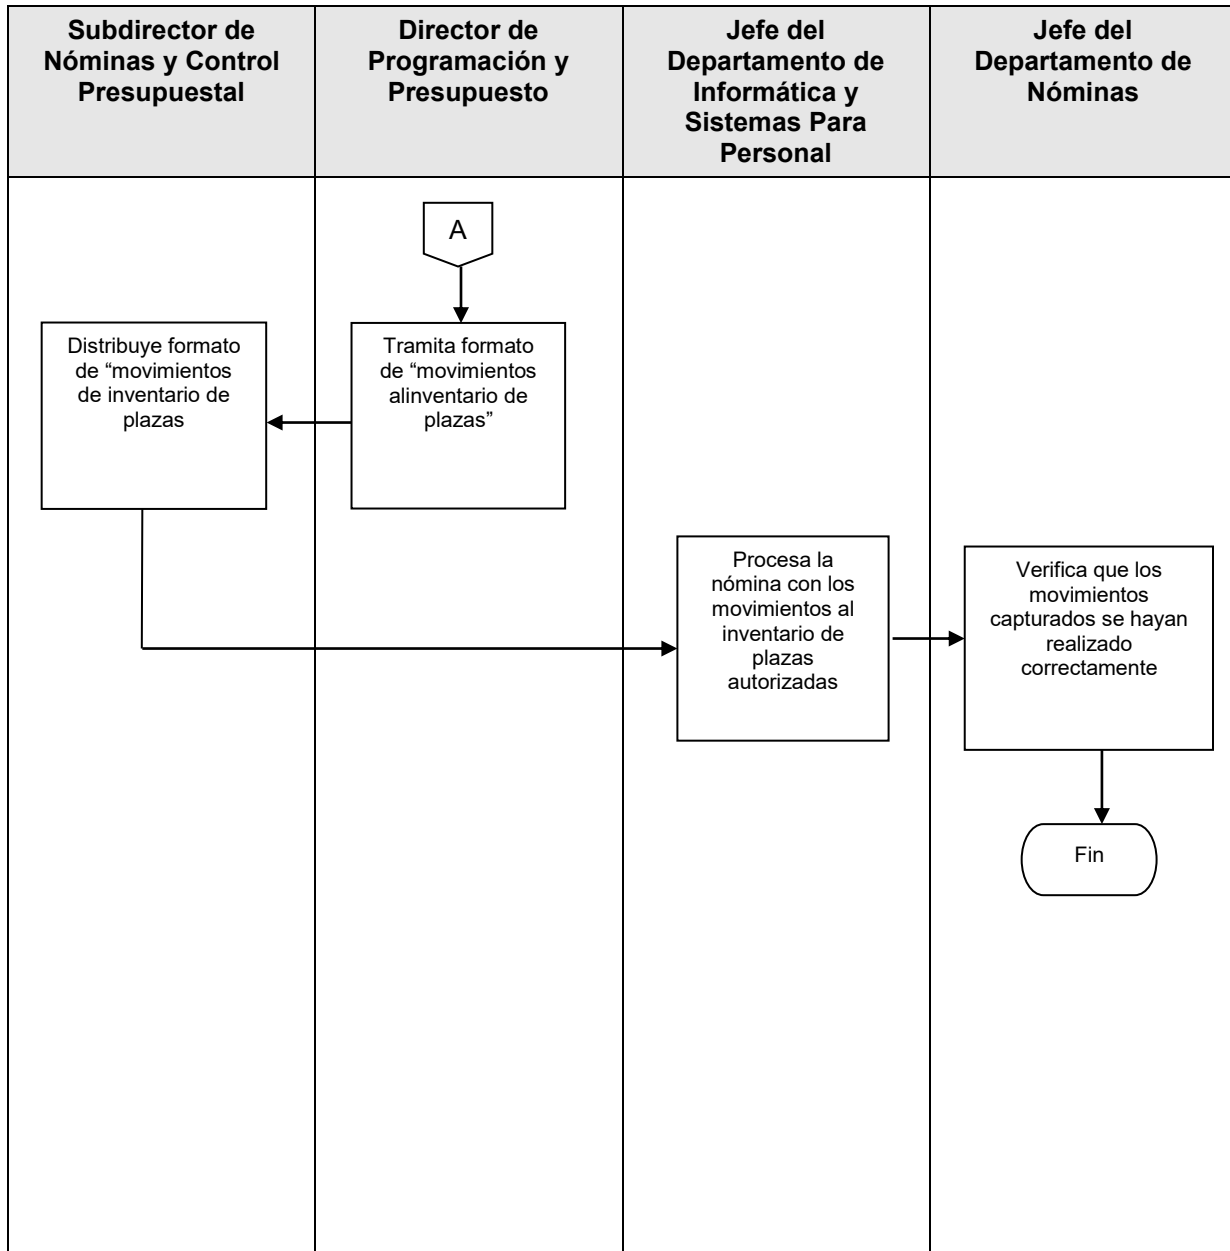 Subdirector de
Nóminas y Control
Presupuestal
Director de
Programación y
Presupuesto
Jefe del
Departamento de
Informática y
Sistemas Para
Personal
Jefe del
Departamento de
Nóminas
A
Distribuye formato
de “movimientos
de inventario de
plazas
Tramita formato
de “movimientos
alinventario de
plazas”
Procesa la
nómina con los
movimientos al
inventario de
plazas
autorizadas
Verifica que los
movimientos
capturados se hayan
realizado
correctamente
Fin